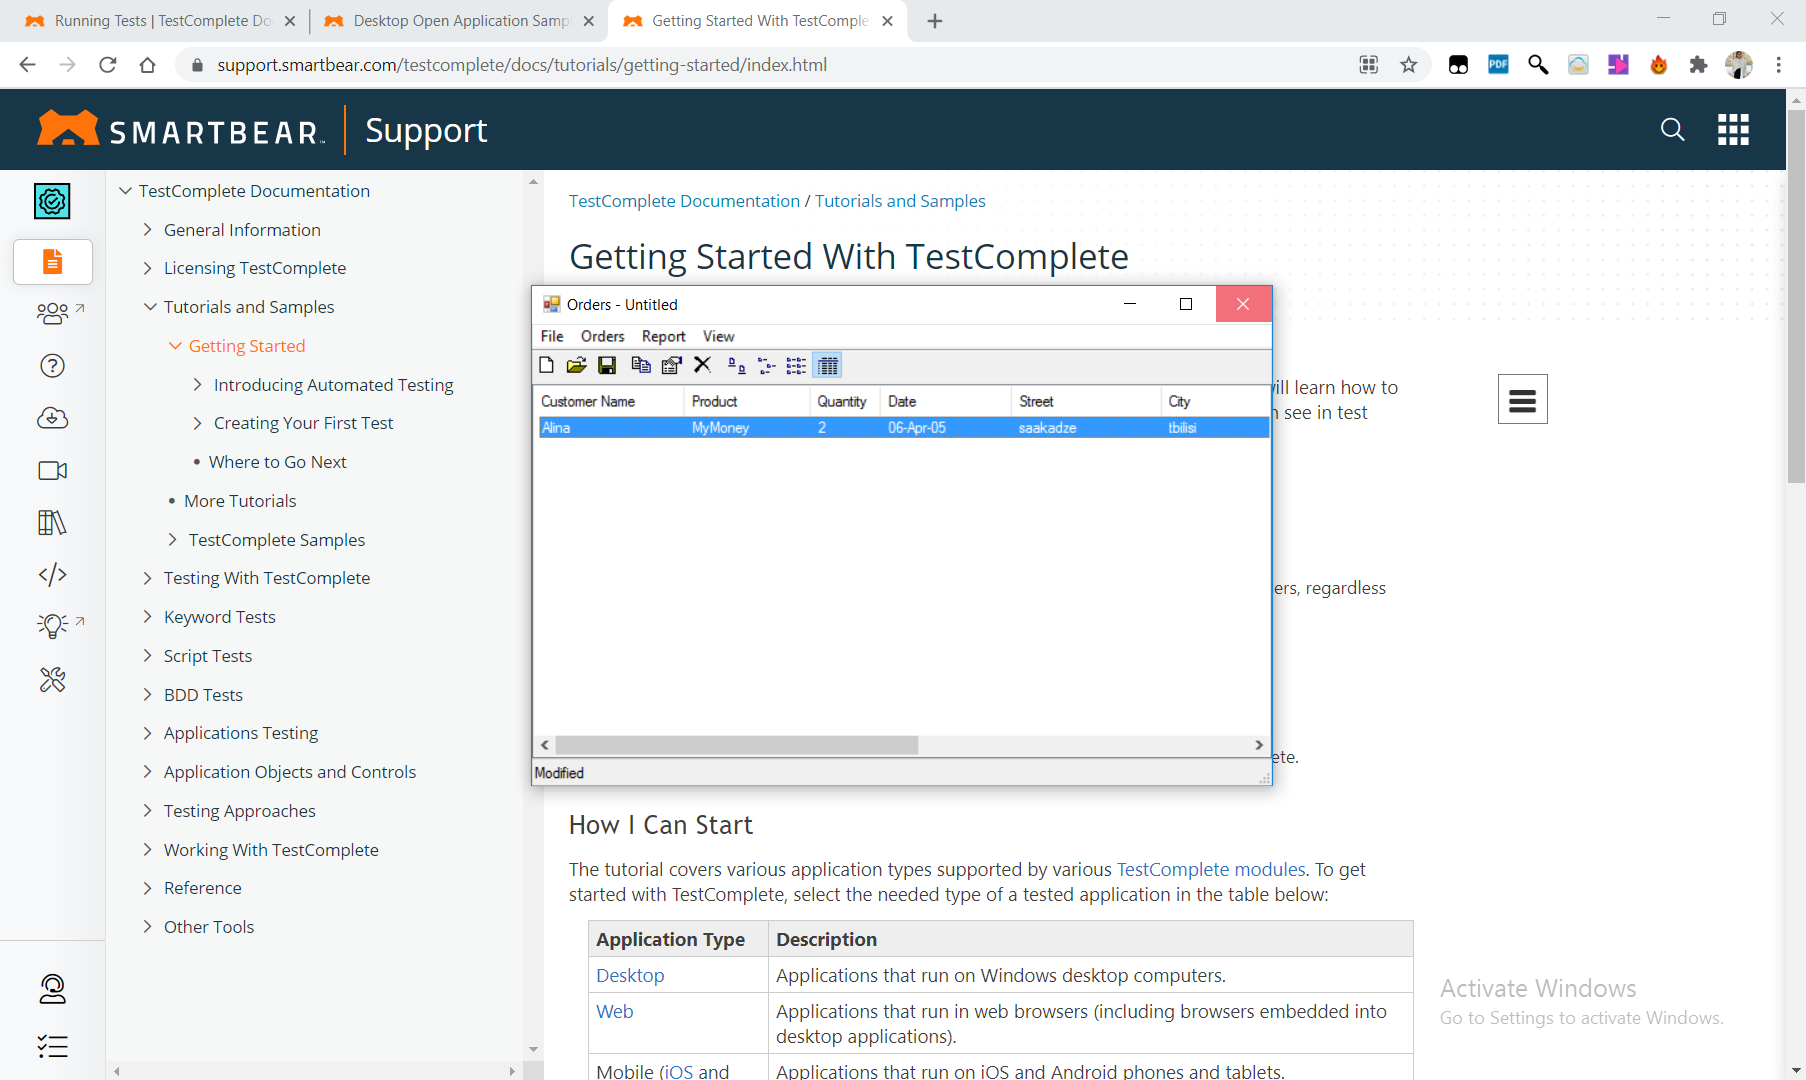 Running Tests | TestComplete Do
Desktop Open Application Samp
Getting Started With TestComple
support.smartbear.com/testcomplete/docs/tutorials/getting-started/index.html
PDF
SMARTBEAR
Support
TestComplete Documentation
General Information
Licensing TestComplete
Tutorials and Samples
Getting Started
Introducing Automated Testing
Creating Your First Test
Where to Go Next
More Tutorials
TestComplete Samples
Testing With TestComplete
Keyword Tests
Script Tests
BDD Tests
Applications Testing
Application Objects and Controls
Testing Approaches
Working With TestComplete
Reference
Other Tools
TestComplete Documentation / Tutorials and Samples
Getting Started With TestComplete
Orders - Untitled
File Orders Report View
Customer Name Product Quantity Date Street City
Alina MyMoney 2 06-Apr-05 saakadze tbilisi
Modified
ill learn how to
see in test
ers, regardless
ete.
How I Can Start
The tutorial covers various application types supported by various TestComplete modules. To get
started with TestComplete, select the needed type of a tested application in the table below:
Application Type Description
Desktop Applications that run on Windows desktop computers.
Web Applications that run in web browsers (including browsers embedded into
desktop applications).
Mobile (iOS and Applications that run on iOS and Android phones and tablets.
Activate Windows
Go to Settings to activate Windows.